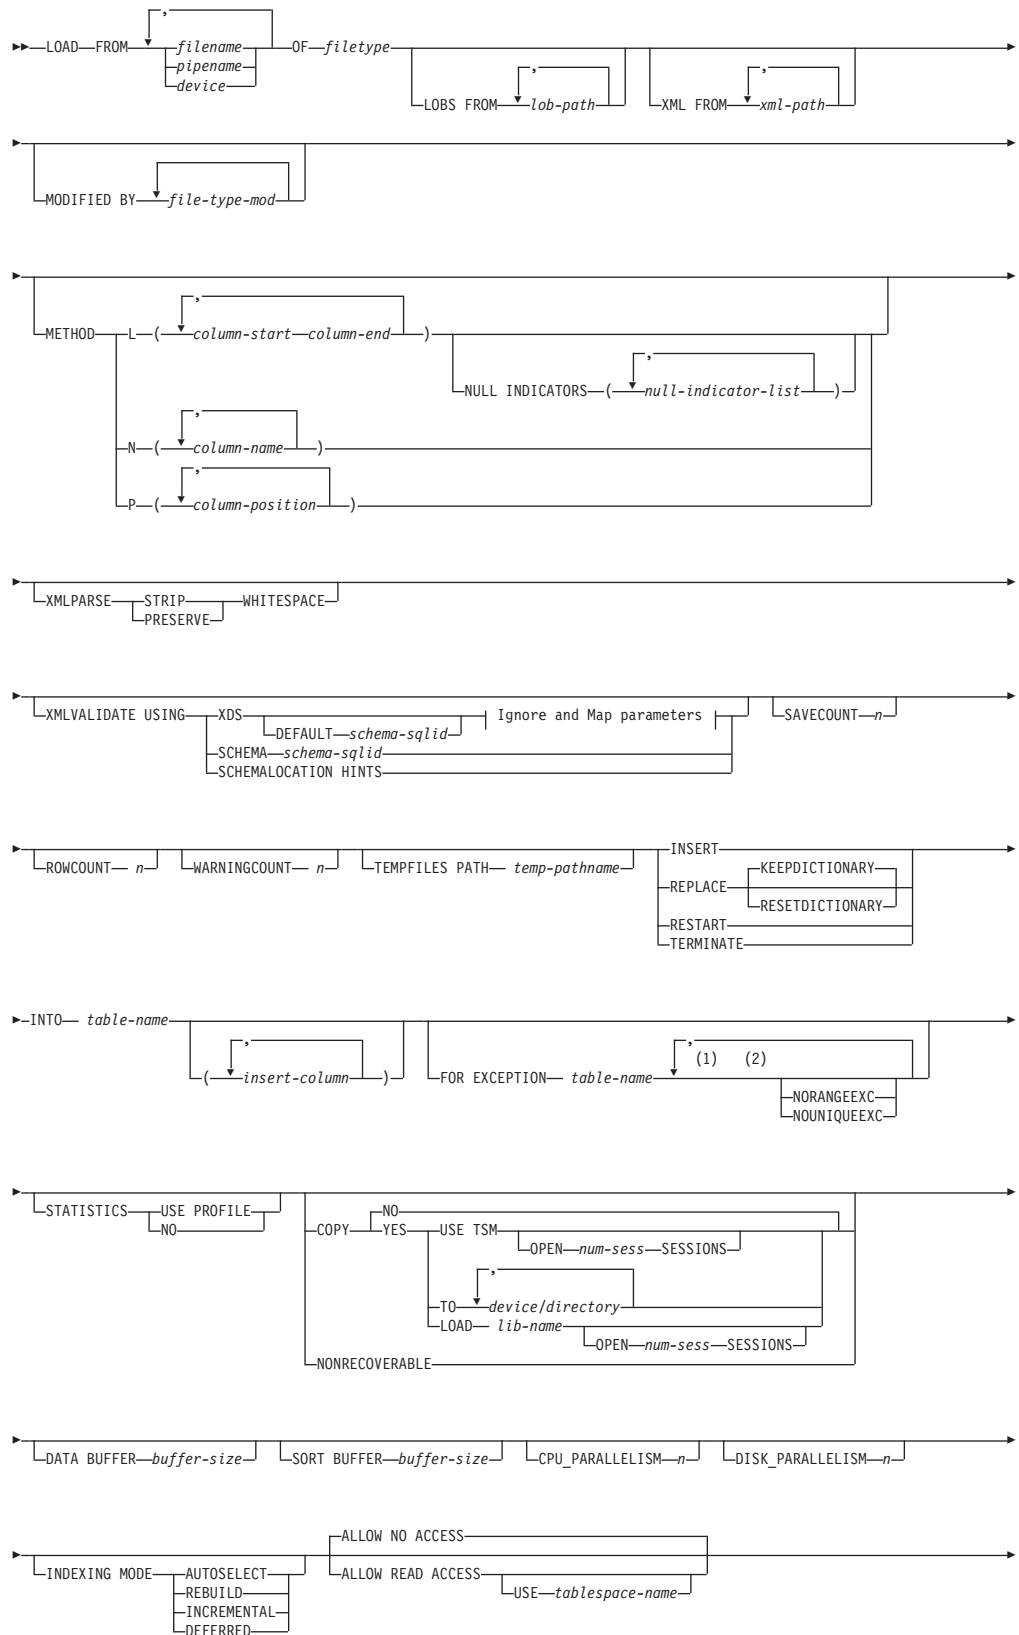 ,
LOAD FROM filename OF filetype
pipename
device
,
LOBS FROM lob-path
,
XML FROM xml-path
MODIFIED BY file-type-mod
,
METHOD L ( column-start column-end )
,
NULL INDICATORS ( null-indicator-list )
,
N ( column-name )
,
P ( column-position )
XMLPARSE STRIP WHITESPACE
PRESERVE
XMLVALIDATE USING XDS Ignore and Map parameters SAVECOUNT n
DEFAULT schema-sqlid
SCHEMA schema-sqlid
SCHEMALOCATION HINTS
INSERT
ROWCOUNT n WARNINGCOUNT n TEMPFILES PATH temp-pathname
KEEPDICTIONARY
REPLACE
RESETDICTIONARY
RESTART
TERMINATE
INTO table-name
,
( insert-column )
,
(1) (2)
FOR EXCEPTION table-name
NORANGEEXC
NOUNIQUEEXC
STATISTICS USE PROFILE
NO
NO
COPY YES USE TSM
OPEN num-sess SESSIONS
,
TO device/directory
LOAD lib-name
OPEN num-sess SESSIONS
NONRECOVERABLE
DATA BUFFER buffer-size SORT BUFFER buffer-size CPU_PARALLELISM n DISK_PARALLELISM n
ALLOW NO ACCESS
INDEXING MODE AUTOSELECT ALLOW READ ACCESS
REBUILD USE tablespace-name
INCREMENTAL
DEFERRED